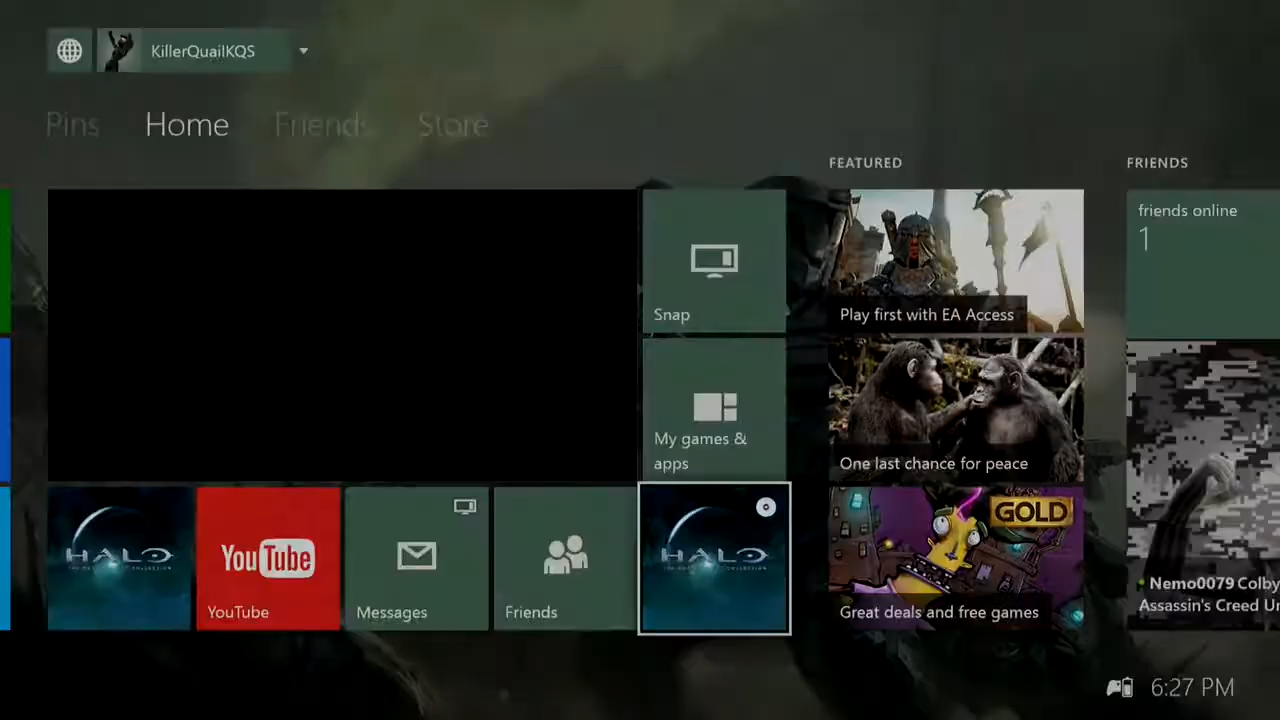 KillerQuailKQS
Pins
Home
Friends
Store
FEATURED
FRIENDS
Snap
My games &
apps
Play first with EA Access
One last chance for peace
GOLD
Great deals and free games
friends online
1
Nemo0079 Colby
Assassin's Creed Un
HALO
YouTube
YouTube
Messages
Friends
HALO
6:27 PM